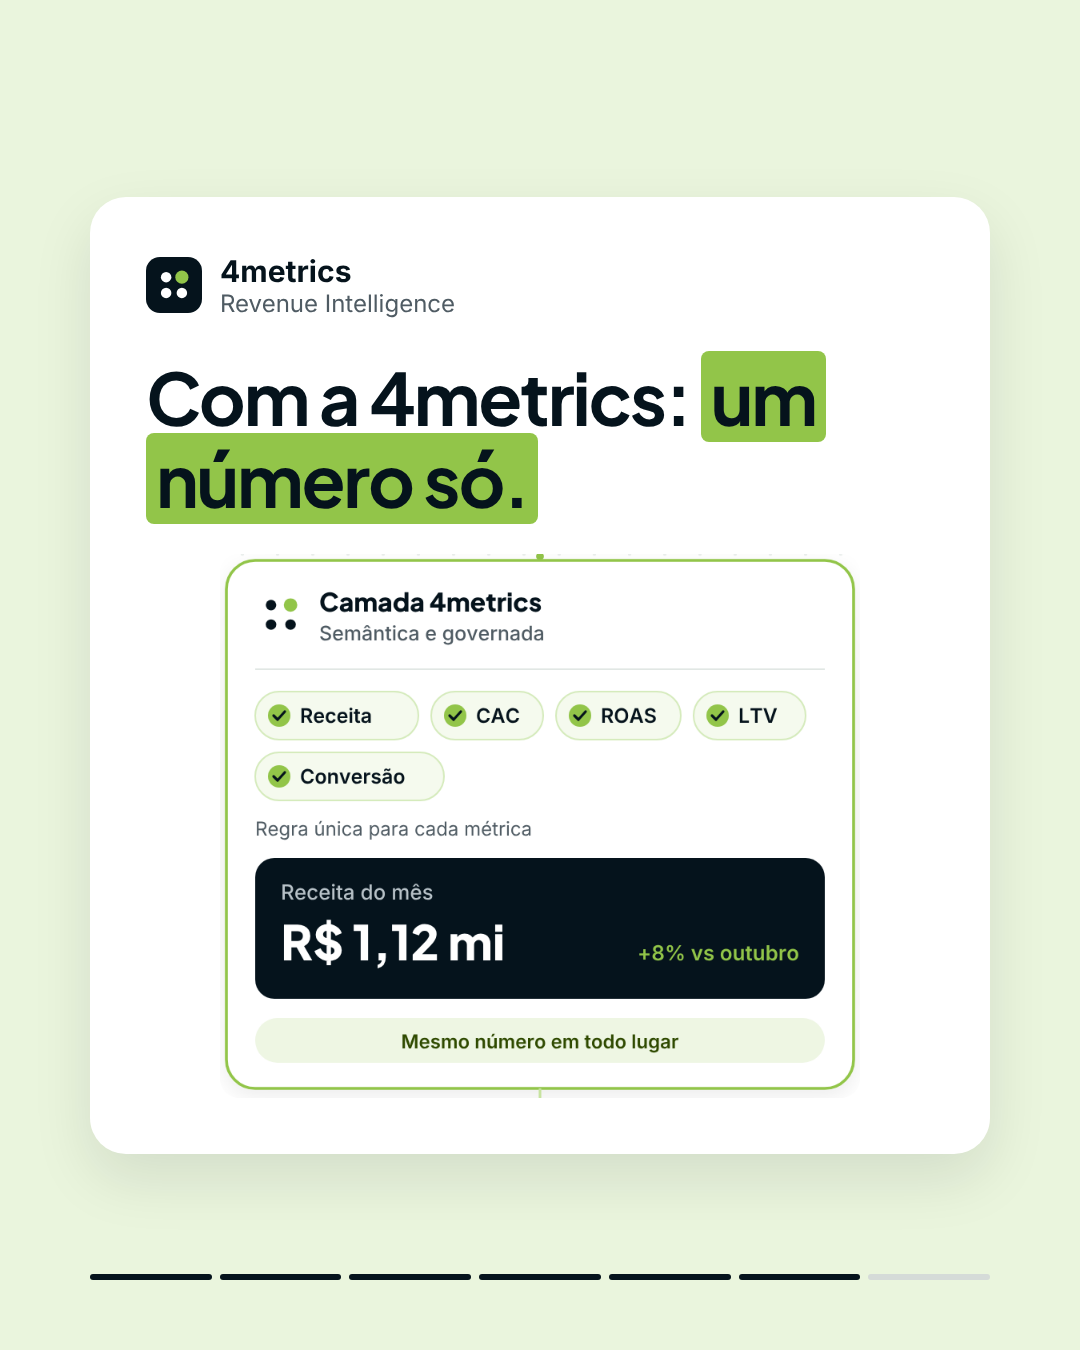 4metrics
Revenue Intelligence
Com a 4metrics: um
número só.
Camada 4metrics
Semântica e governada
Receita CAC ROAS LTV
Conversão
Regra única para cada métrica
Receita do mês
R$ 1,12 mi +8% vs outubro
Mesmo número em todo lugar